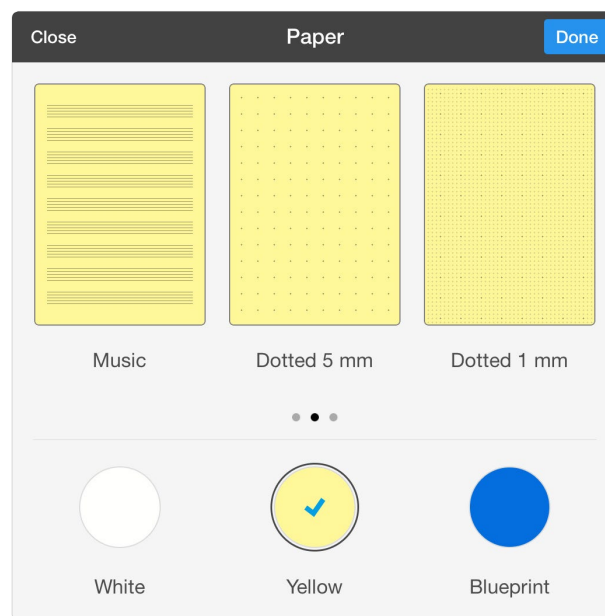 Close Paper Done
Music Dotted 5 mm Dotted 1 mm
White Yellow Blueprint